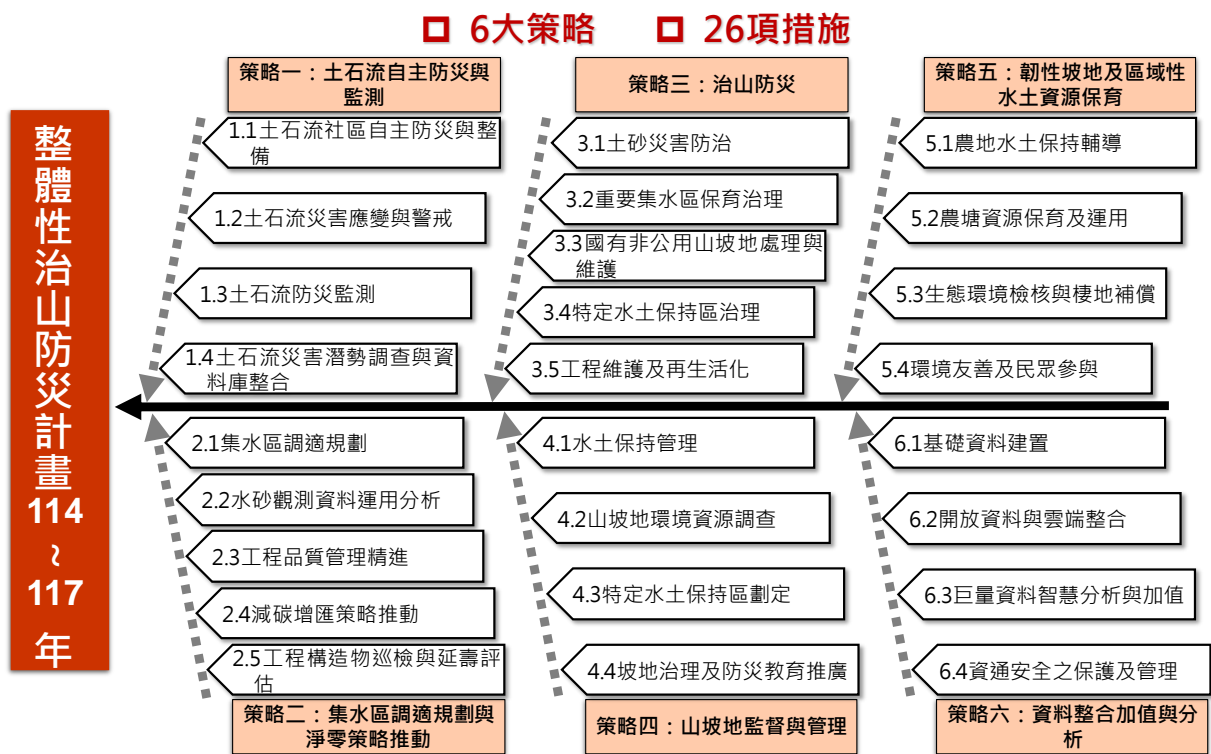 6大策略
26項措施
整體性治山防災計畫
114
~
117
年
策略一：土石流自主防災與
監測
1.1土石流社區自主防災與整
備
1.2土石流災害應變與警戒
1.3土石流防災監測
1.4土石流災害潛勢調查與資
料庫整合
策略三：治山防災
3.1土砂災害防治
3.2重要集水區保育治理
3.3國有非公用山坡地處理與
維護
3.4特定水土保持區治理
3.5工程維護及再生活化
策略五：韌性坡地及區域性
水土資源保育
5.1農地水土保持輔導
5.2農塘資源保育及運用
5.3生態環境檢核與棲地補償
5.4環境友善及民眾參與
2.1集水區調適規劃
2.2水砂觀測資料運用分析
2.3工程品質管理精進
2.4減碳增匯策略推動
2.5工程構造物巡檢與延壽評
估
策略二：集水區調適規劃與
淨零策略推動
4.1水土保持管理
4.2山坡地環境資源調查
4.3特定水土保持區劃定
4.4坡地治理及防災教育推廣
策略四：山坡地監督與管理
6.1基礎資料建置
6.2開放資料與雲端整合
6.3巨量資料智慧分析與加值
6.4資通安全之保護及管理
策略六：資料整合加值與分
析